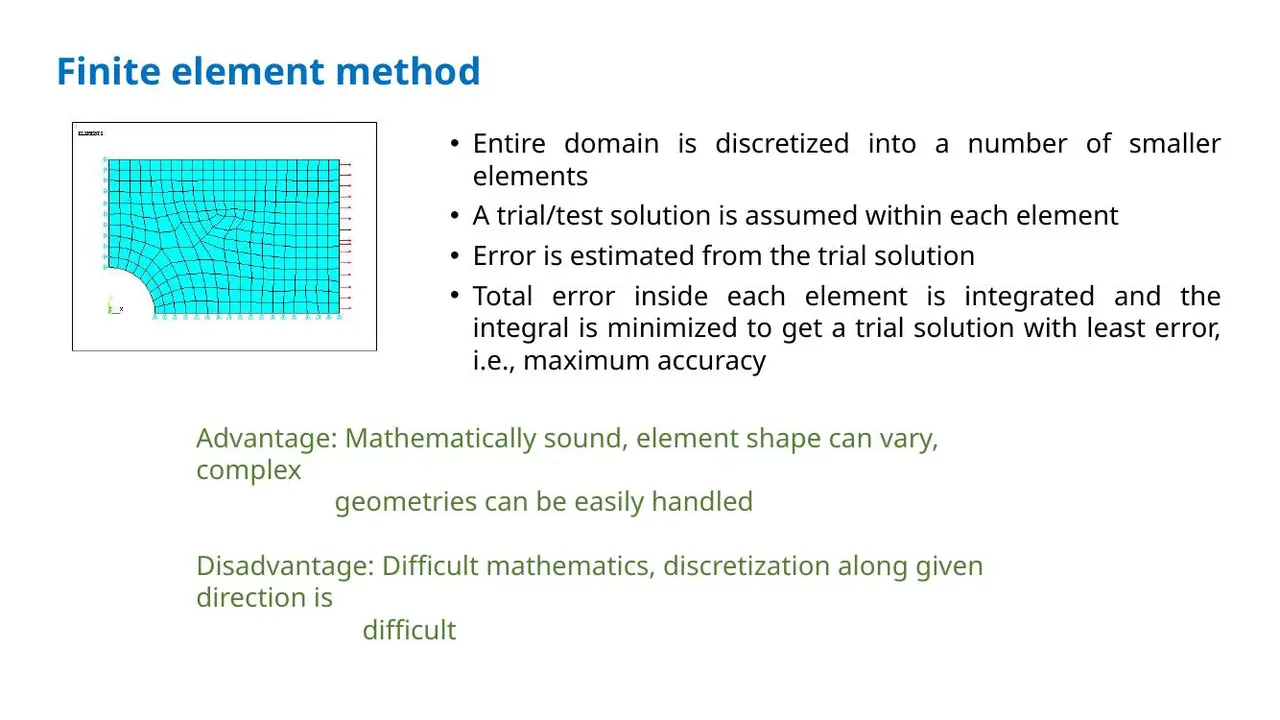 Finite element method
ELEMENTS
• Entire domain is discretized into a number of smaller
elements
• A trial/test solution is assumed within each element
• Error is estimated from the trial solution
• Total error inside each element is integrated and the
integral is minimized to get a trial solution with least error,
i.e., maximum accuracy
X
Advantage: Mathematically sound, element shape can vary,
complex
geometries can be easily handled
Disadvantage: Difficult mathematics, discretization along given
direction is
difficult